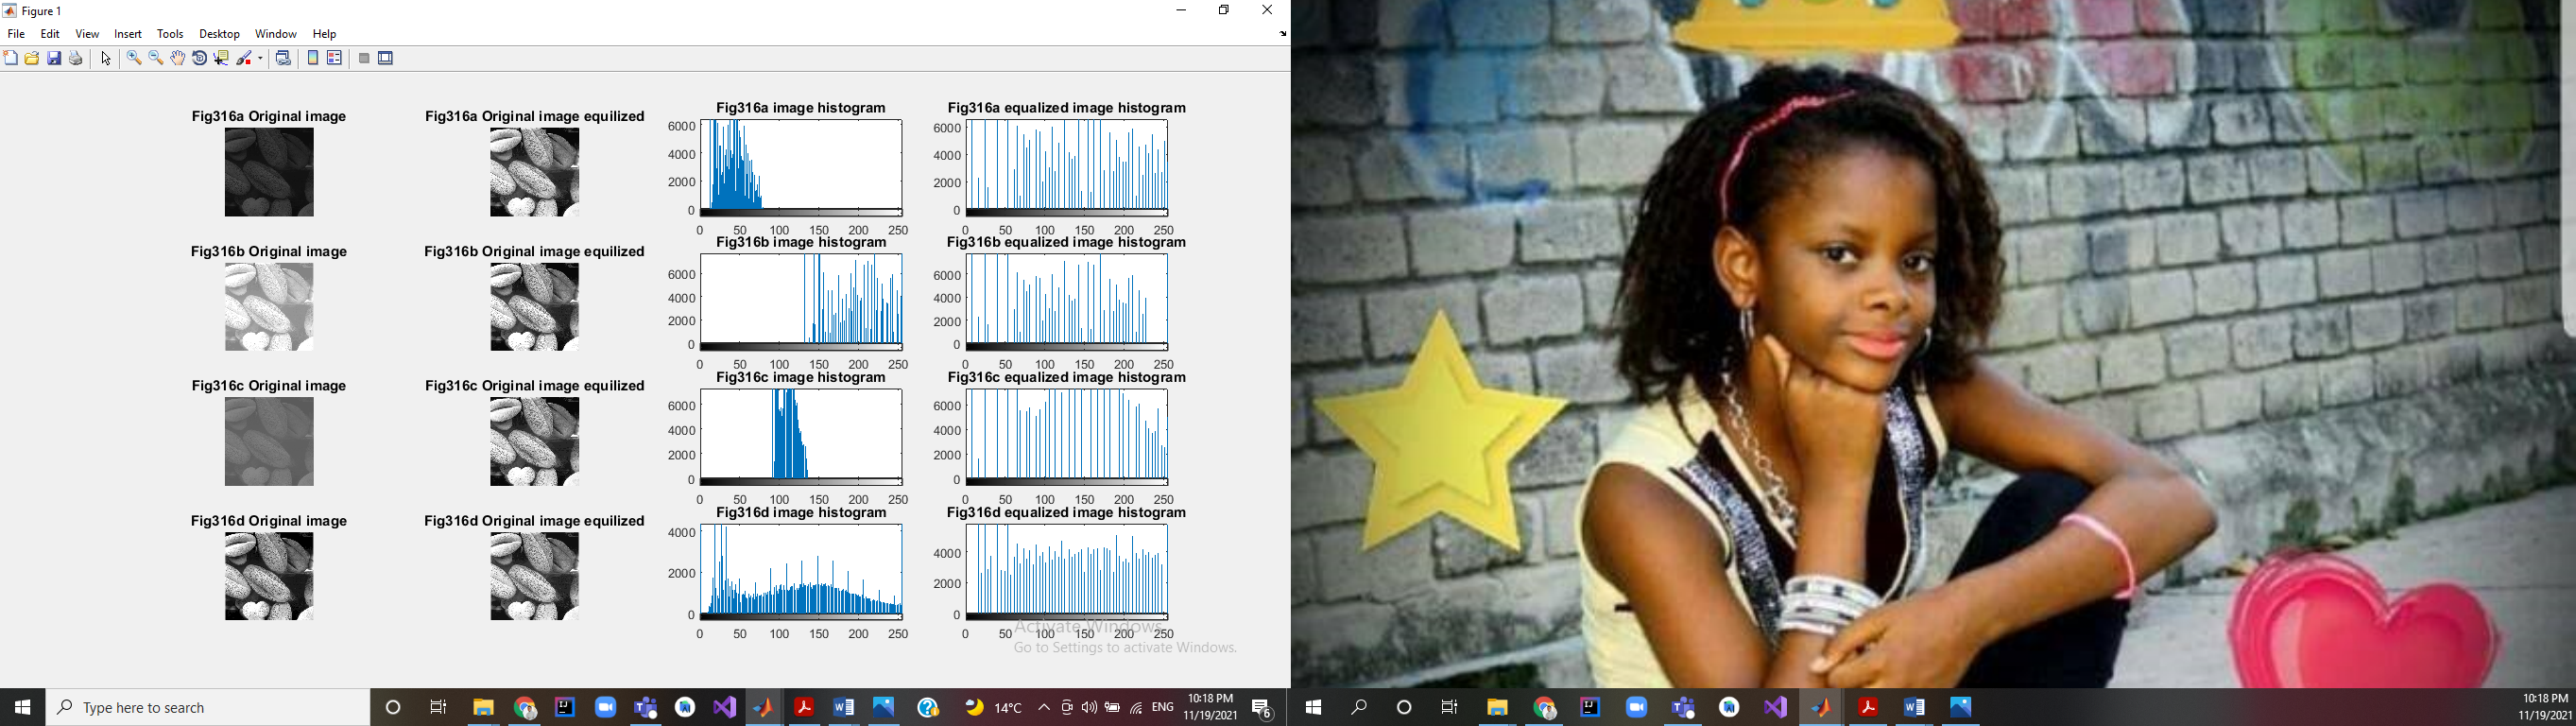 Figure 1
File Edit View Insert Tools Desktop Window Help
Fig316a Original image
Fig316a Original image equilized
Fig316a image histogram
6000
4000
2000
0
0 50 100 150 200 250
Fig316a equalized image histogram
6000
4000
2000
0
0 50 100 150 200 250
Fig316b Original image
Fig316b Original image equilized
Fig316b image histogram
6000
4000
2000
0
0 50 100 150 200 250
Fig316b equalized image histogram
6000
4000
2000
0
0 50 100 150 200 250
Fig316c Original image
Fig316c Original image equilized
Fig316c image histogram
6000
4000
2000
0
0 50 100 150 200 250
Fig316c equalized image histogram
6000
4000
2000
0
0 50 100 150 200 250
Fig316d Original image
Fig316d Original image equilized
Fig316d image histogram
4000
2000
0
0 50 100 150 200 250
Fig316d equalized image histogram
4000
2000
0
0 50 100 150 200 250
Activate Windows
Go to Settings to activate Windows.
Type here to search
14°C
ENG
10:18 PM
11/19/2021
6
10:18 PM
11/19/2021